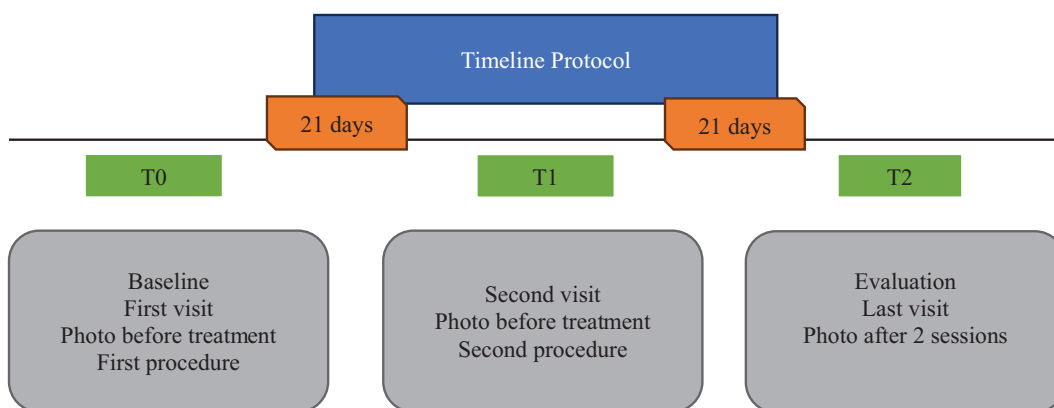 Timeline Protocol
21 days
21 days
T0
T1
T2
Baseline
First visit
Photo before treatment
First procedure
Second visit
Photo before treatment
Second procedure
Evaluation
Last visit
Photo after 2 sessions